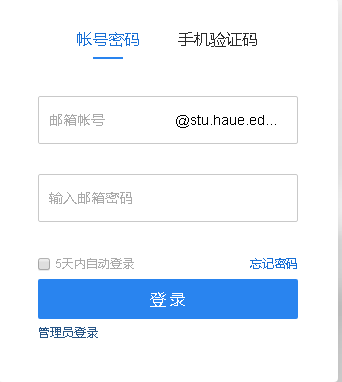 帐号密码 手机验证码
邮箱帐号 @stu.haue.ed...
输入邮箱密码
5天内自动登录 忘记密码
登 录
管理员登录